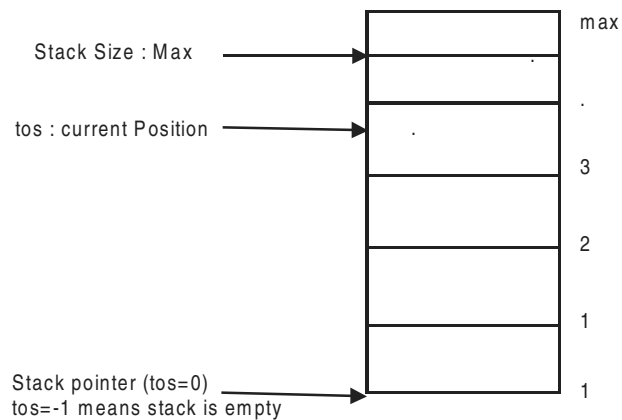 max
Stack Size : Max
.
.
tos : current Position
.
3
2
1
Stack pointer (tos=0)
1
tos=-1 means stack is empty